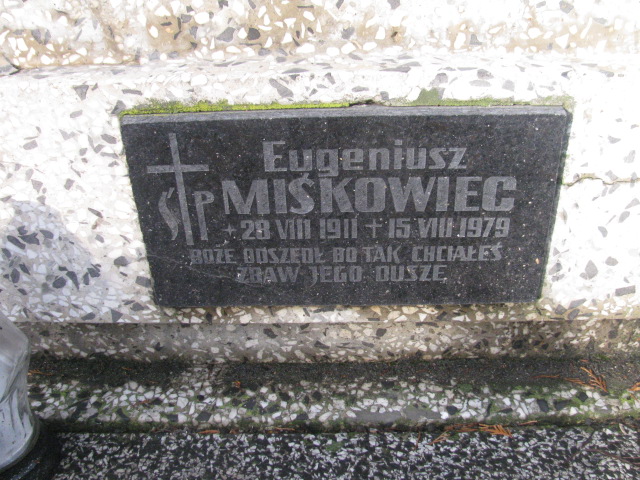 Eugeniusz
ŚP MIŚKOWIEC
* 28 VIII 1911 + 15 VIII 1979
BOŻE ODSZEDŁ BO TAK CHCIAŁEŚ
ZBAW JEGO DUSZĘ